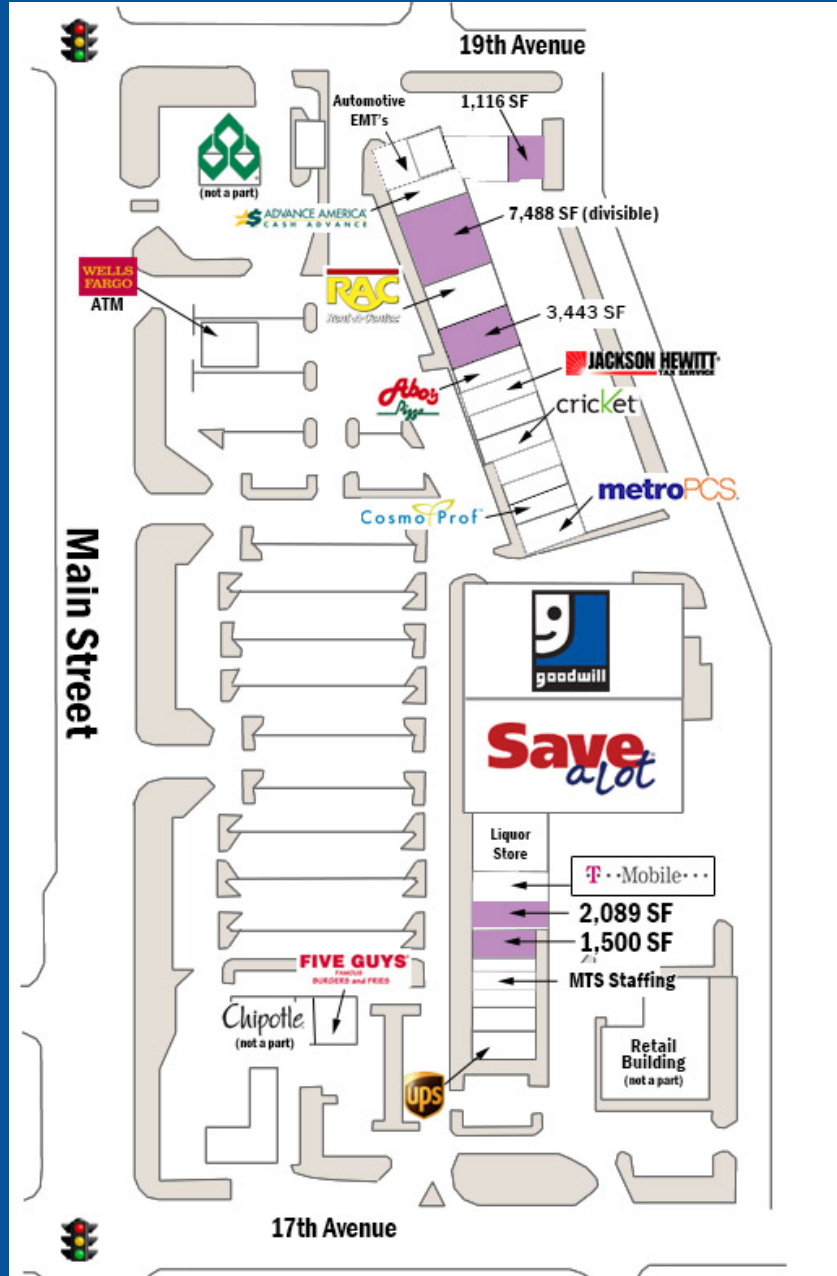 19th Avenue
Automotive
EMT's
1,116 SF
(not a part)
ADVANCE AMERICA
CASH ADVANCE
7,488 SF (divisible)
WELLS
FARGO
ATM
RAC
Rent-A-Center
3,443 SF
JACKSON HEWITT
TAX SERVICE
Abo's
Pizza
cricket
metroPCS.
CosmoProf
Main Street
goodwill
Save
a lot
Liquor
Store
T··Mobile···
2,089 SF
1,500 SF
FIVE GUYS
FAMOUS
BURGERS and FRIES
MTS Staffing
Chipotle
(not a part)
Retail
Building
(not a part)
ups
17th Avenue